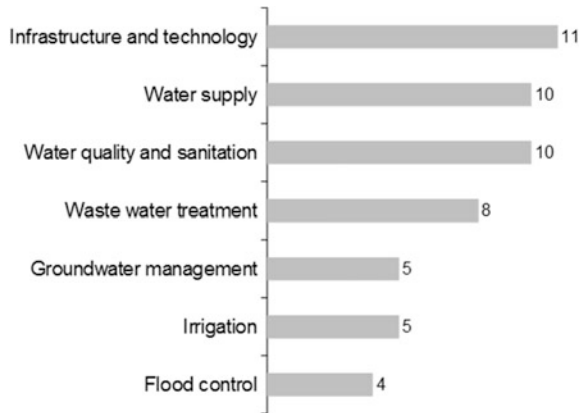 Infrastructure and technology 11
Water supply 10
Water quality and sanitation 10
Waste water treatment 8
Groundwater management 5
Irrigation 5
Flood control 4